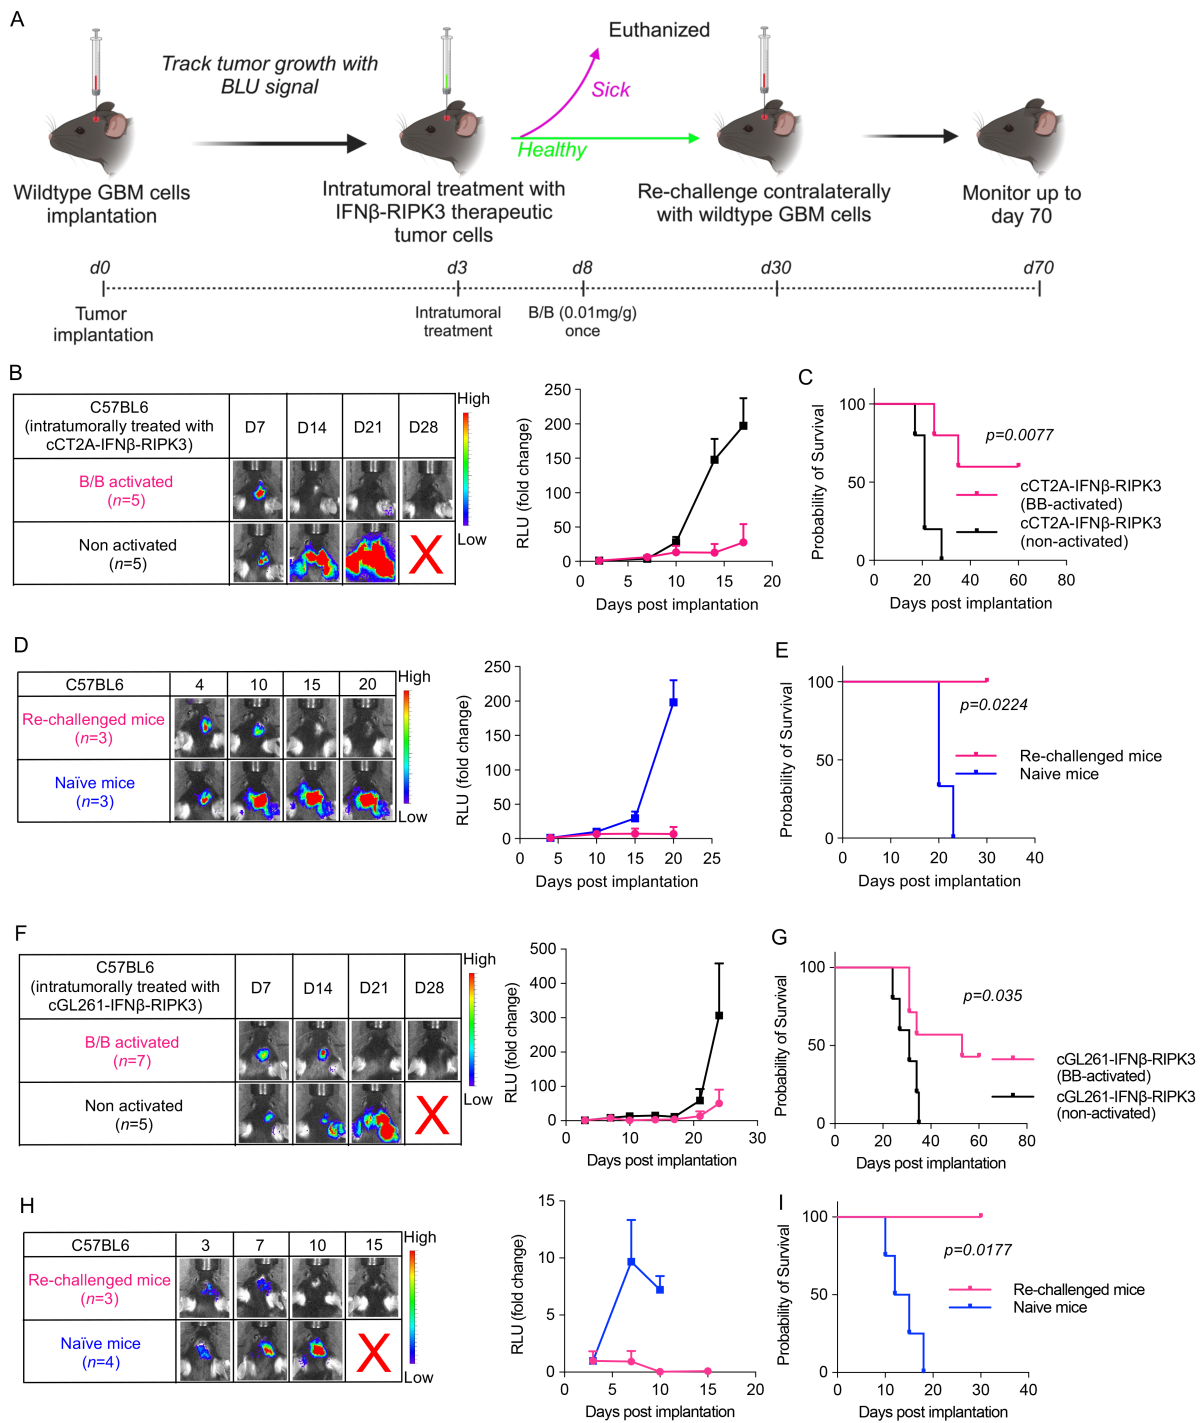 A
Track tumor growth with
BLU signal
Euthanized
Sick
Healthy
Wildtype GBM cells
implantation
Intratumoral treatment with
IFNβ-RIPK3 therapeutic
tumor cells
Re-challenge contralaterally
with wildtype GBM cells
Monitor up to
day 70
d0
d3
d8
d30
d70
Tumor
implantation
Intratumoral
treatment
B/B (0.01mg/g)
once
B
C57BL6
(intratumorally treated with
cCT2A-IFNβ-RIPK3)
D7
D14
D21
D28
B/B activated
(n=5)
Non activated
(n=5)
X
High
Low
RLU (fold change)
250
200
150
100
50
0
0
5
10
15
20
Days post implantation
C
Probability of Survival
100
50
0
0
20
40
60
80
Days post implantation
p=0.0077
cCT2A-IFNβ-RIPK3
(BB-activated)
cCT2A-IFNβ-RIPK3
(non-activated)
D
C57BL6
4
10
15
20
Re-challenged mice
(n=3)
Naïve mice
(n=3)
High
Low
RLU (fold change)
250
200
150
100
50
0
0
5
10
15
20
25
Days post implantation
E
Probability of Survival
100
50
0
0
10
20
30
40
Days post implantation
p=0.0224
Re-challenged mice
Naive mice
F
C57BL6
(intratumorally treated with
cGL261-IFNβ-RIPK3)
D7
D14
D21
D28
B/B activated
(n=7)
Non activated
(n=5)
X
High
Low
RLU (fold change)
500
400
300
200
100
0
0
10
20
30
Days post implantation
G
Probability of Survival
100
50
0
0
20
40
60
80
Days post implantation
p=0.035
cGL261-IFNβ-RIPK3
(BB-activated)
cGL261-IFNβ-RIPK3
(non-activated)
H
C57BL6
3
7
10
15
Re-challenged mice
(n=3)
Naïve mice
(n=4)
X
High
Low
RLU (fold change)
15
10
5
0
0
5
10
15
20
Days post implantation
I
Probability of Survival
100
50
0
0
10
20
30
40
Days post implantation
p=0.0177
Re-challenged mice
Naive mice